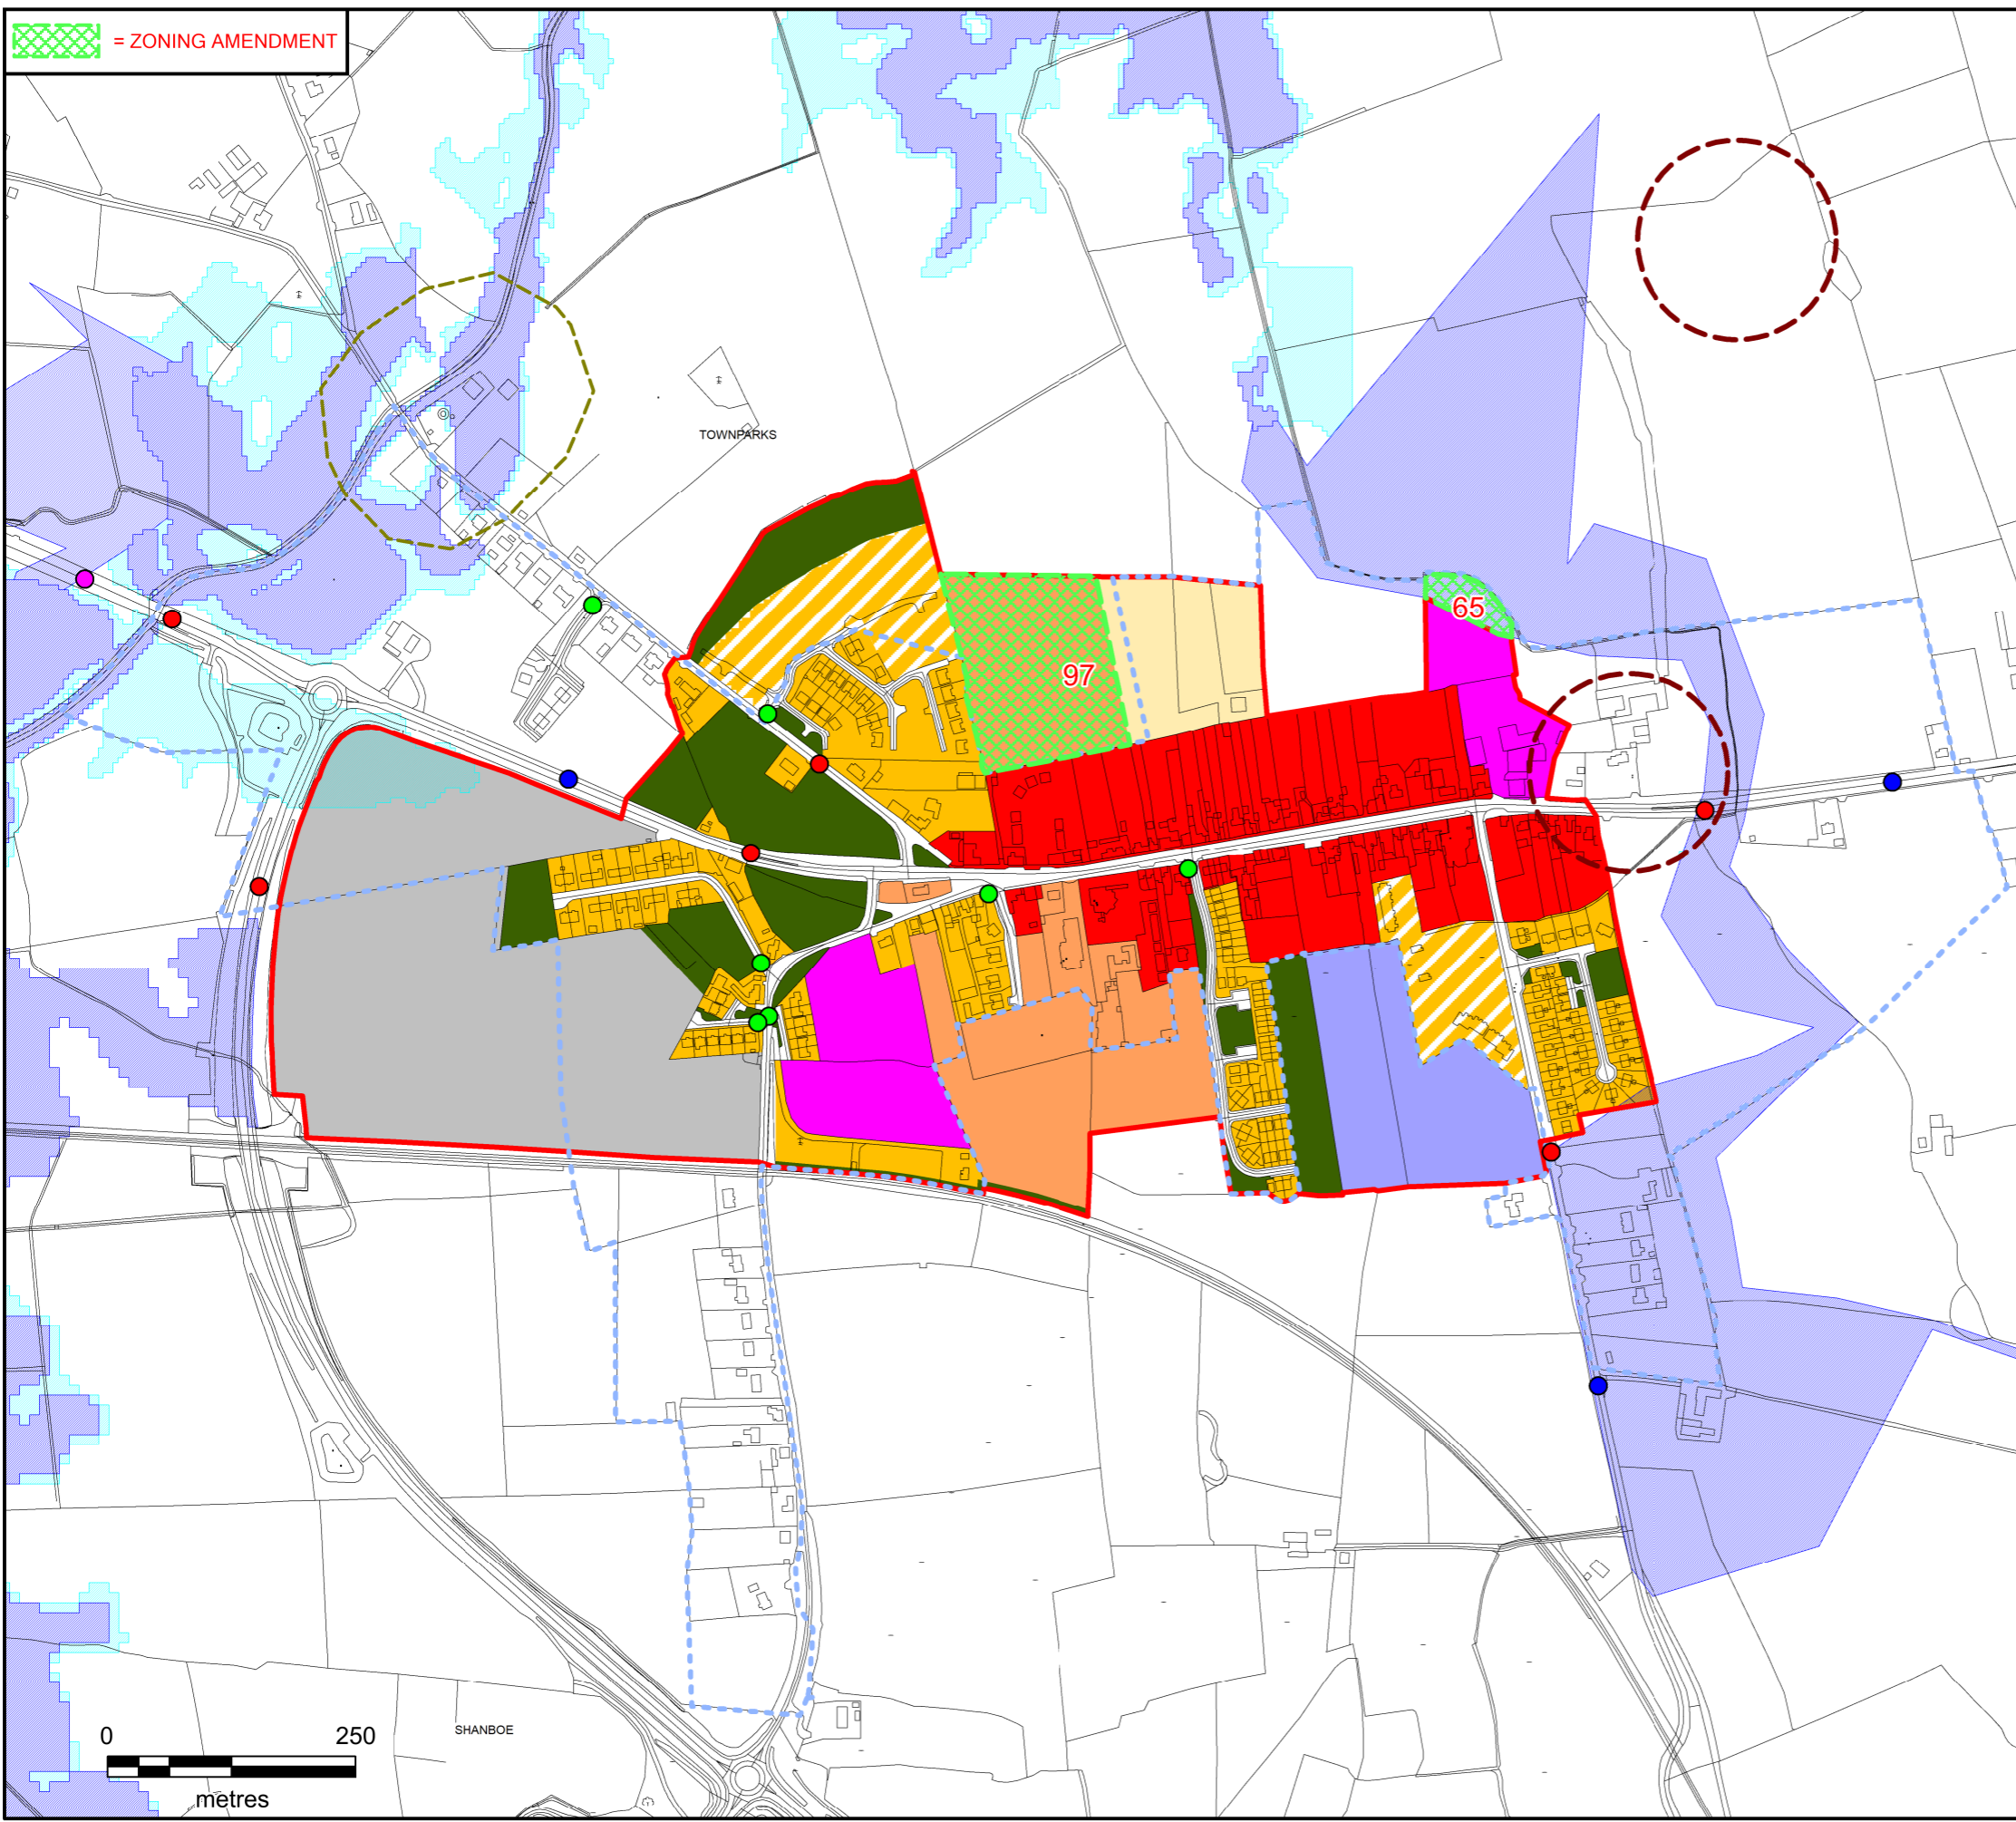 = ZONING AMENDMENT
TOWNPARKS
65
97
SHANBOE
0 250
metres